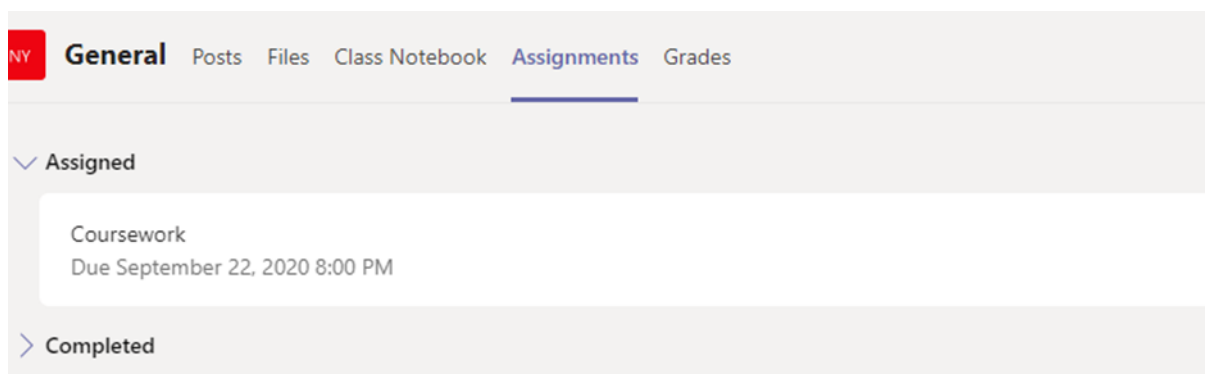 NY General Posts Files Class Notebook Assignments Grades
Assigned
Coursework
Due September 22, 2020 8:00 PM
Completed